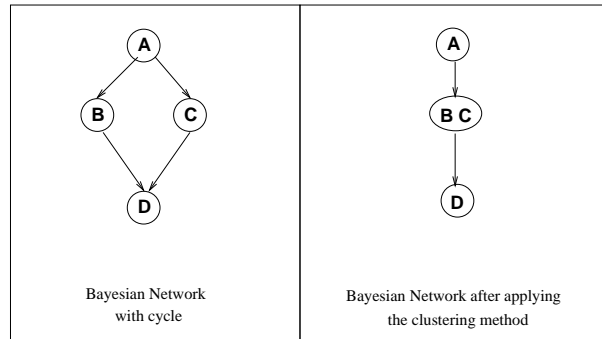 A
B
C
D
Bayesian Network
with cycle
A
B C
D
Bayesian Network after applying
the clustering method